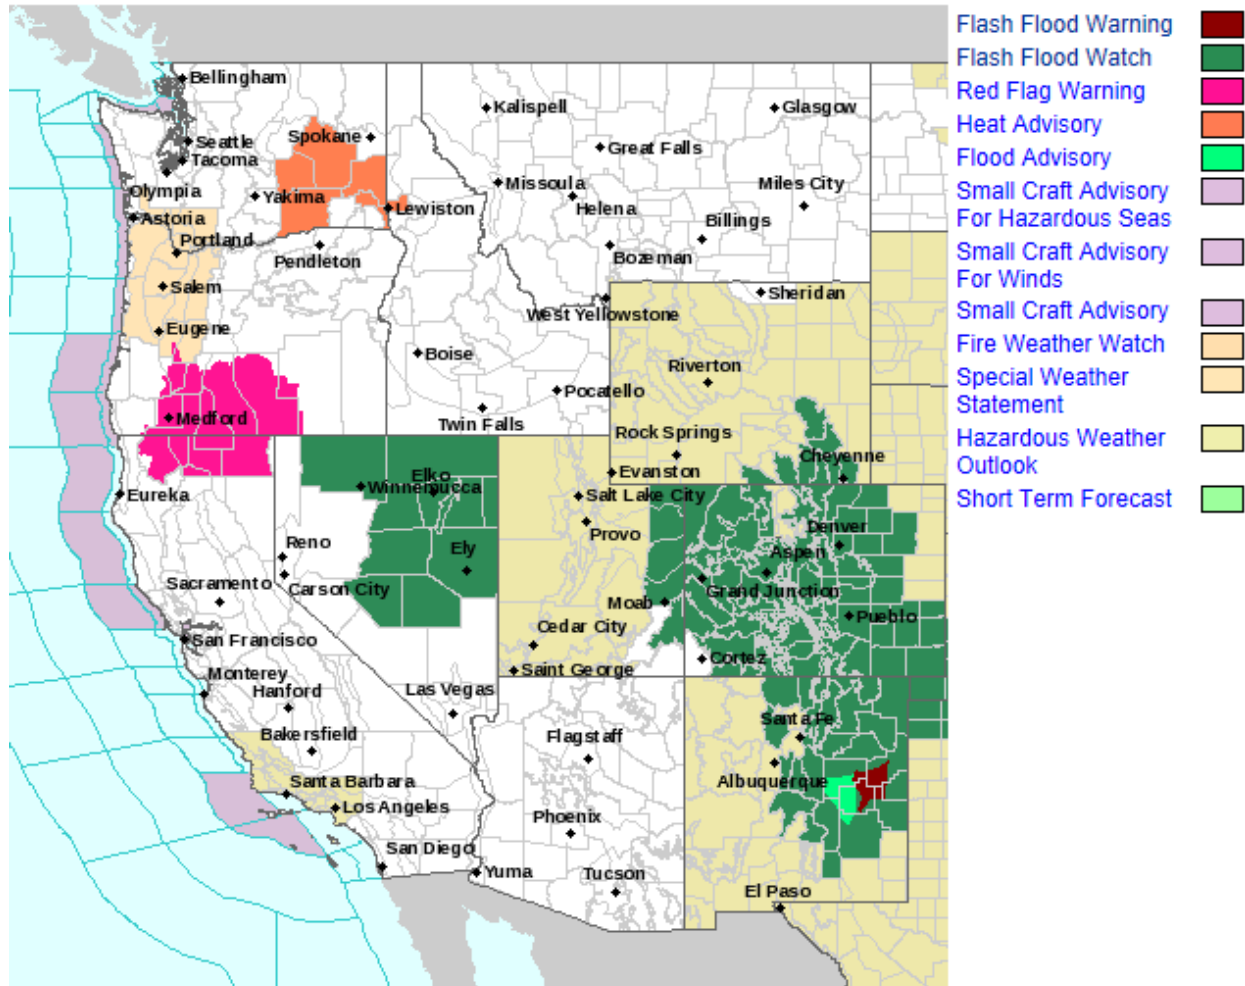 Bellingham
Seattle
Tacoma
Olympia
Spokane
Yakima
Lewiston
Kalispell
Glasgow
Great Falls
Missoula
Helena
Miles City
Billings
Bozeman
Astoria
Portland
Pendleton
Salem
Eugene
West Yellowstone
Sheridan
Boise
Riverton
Pocatello
Twin Falls
Medford
Rock Springs
Evanston
Cheyenne
Elko
Winnemucca
Eureka
Salt Lake City
Provo
Denver
Aspen
Reno
Ely
Carson City
Sacramento
Grand Junction
Moab
Pueblo
San Francisco
Cedar City
Saint George
Cortez
Monterey
Hanford
Las Vegas
Bakersfield
Flagstaff
Santa Fe
Albuquerque
Santa Barbara
Los Angeles
Phoenix
San Diego
Yuma
Tucson
El Paso
Flash Flood Warning
Flash Flood Watch
Red Flag Warning
Heat Advisory
Flood Advisory
Small Craft Advisory
For Hazardous Seas
Small Craft Advisory
For Winds
Small Craft Advisory
Fire Weather Watch
Special Weather
Statement
Hazardous Weather
Outlook
Short Term Forecast